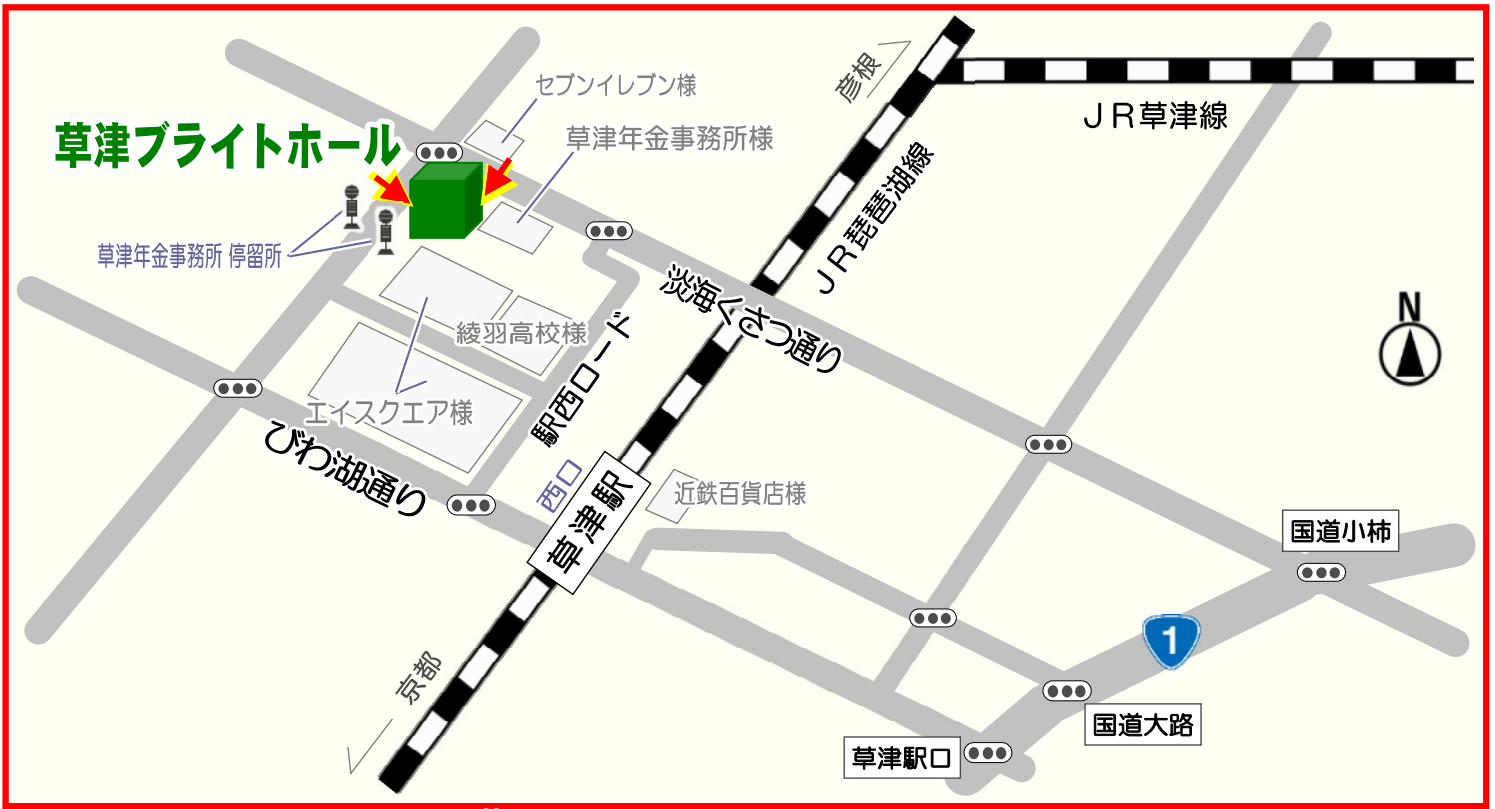 彦根
セブンイレブン様
JR草津線
草津ブライトホール
草津年金事務所様
JR琵琶湖線
草津年金事務所 停留所
淡海くさつ通り
N
綾羽高校様
駅西口ード
エイスクエア様
びわ湖通り
西口
草津駅
近鉄百貨店様
国道小柿
1
京都
国道大路
草津駅口